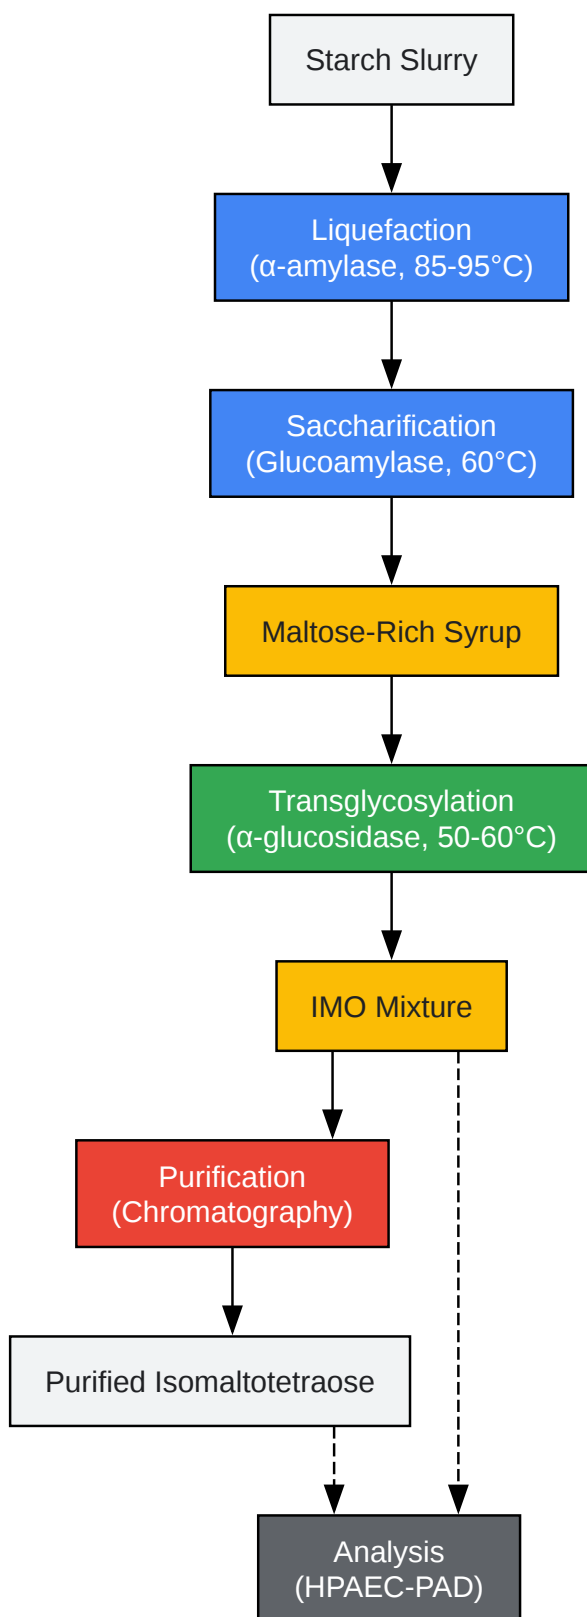 Starch Slurry
Liquefaction
(α-amylase, 85-95°C)
Saccharification
(Glucoamylase, 60°C)
Maltose-Rich Syrup
Transglycosylation
(α-glucosidase, 50-60°C)
IMO Mixture
Purification
(Chromatography)
Purified Isomaltotetraose
Analysis
(HPAEC-PAD)